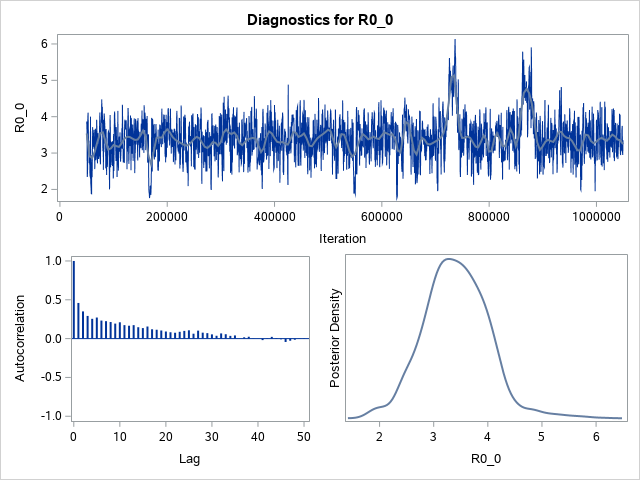 Diagnostics for R0_0
R0_0
6
5
4
3
2
0 200000 400000 600000 800000 1000000
Iteration
Autocorrelation
1.0
0.5
0.0
-0.5
-1.0
0 10 20 30 40 50
Lag
Posterior Density
2 3 4 5 6
R0_0